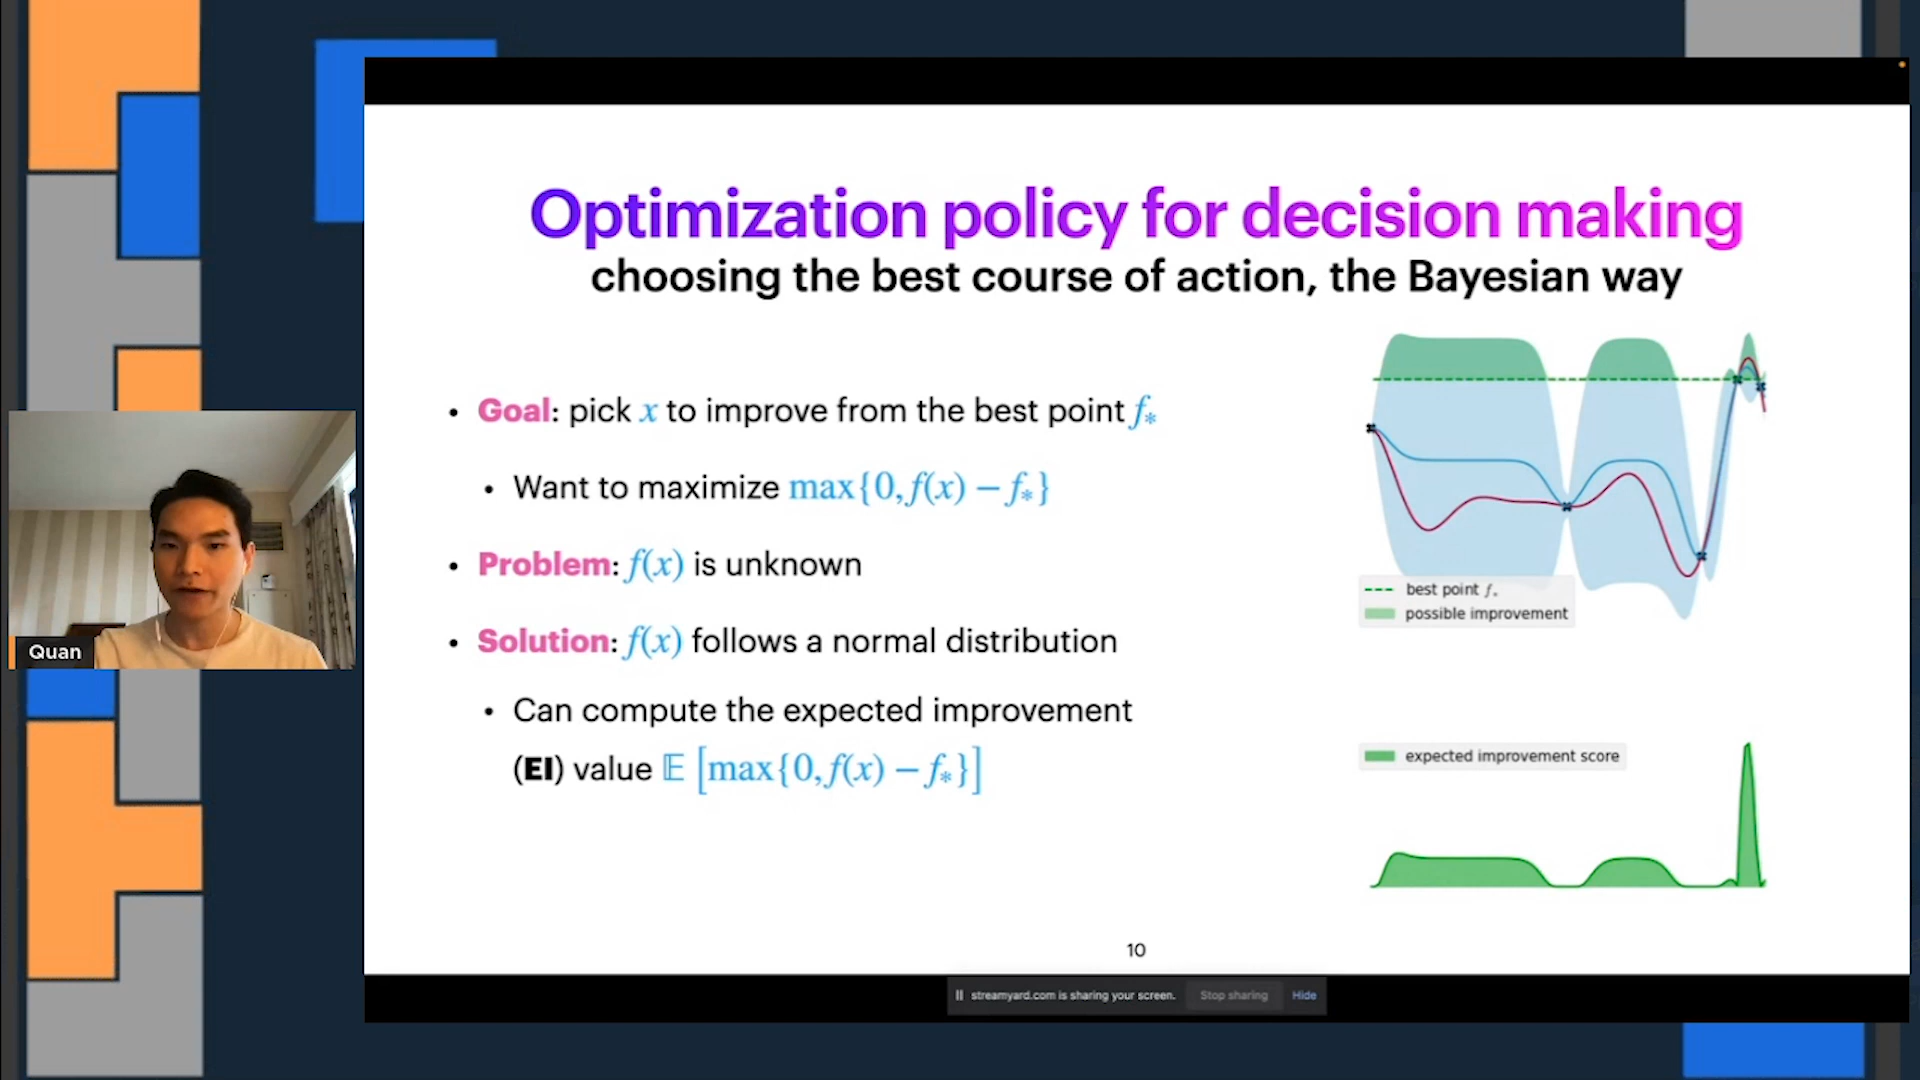 Optimization policy for decision making
choosing the best course of action, the Bayesian way
• Goal: pick x to improve from the best point f*
• Want to maximize max{0, f(x) − f*}
• Problem: f(x) is unknown
• Solution: f(x) follows a normal distribution
• Can compute the expected improvement
(EI) value 𝔼 [max{0, f(x) − f*}]
best point f*
possible improvement
expected improvement score
10
Quan
streamyard.com is sharing your screen. Stop sharing Hide